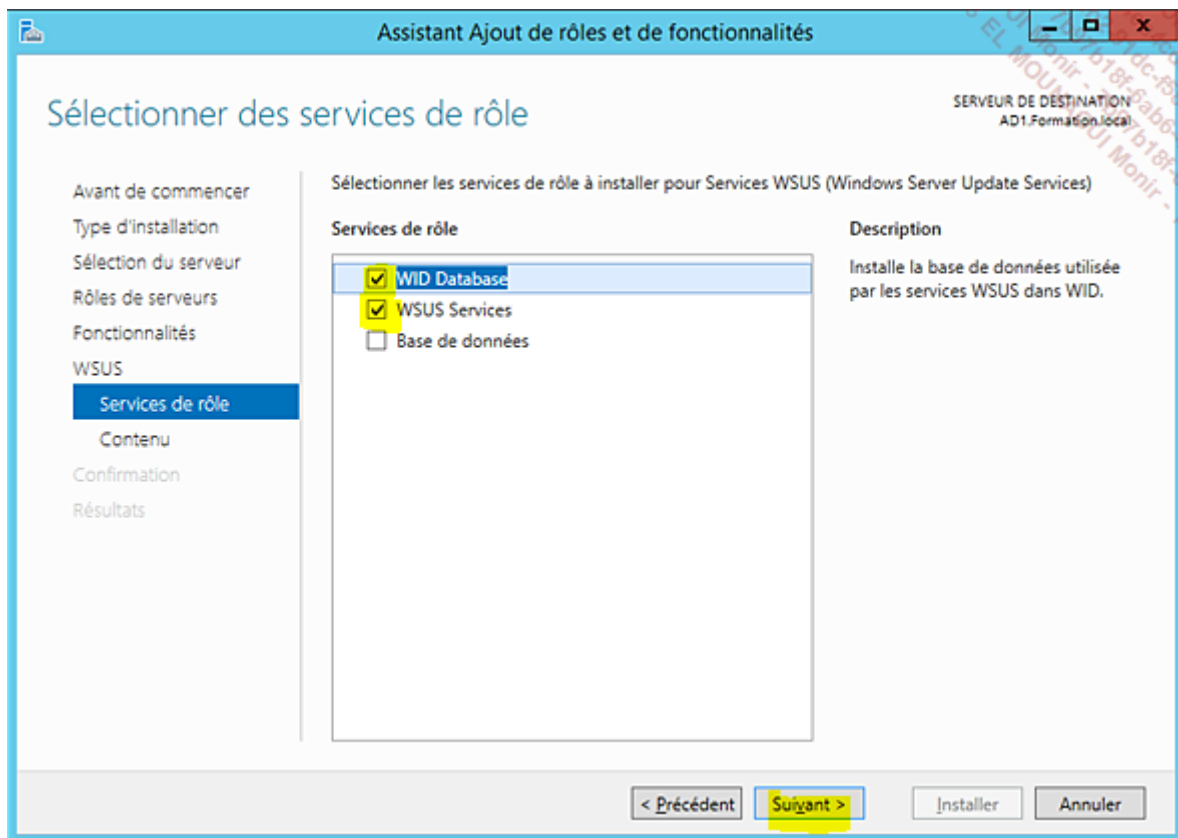 Assistant Ajout de rôles et de fonctionnalités
Sélectionner des services de rôle
SERVEUR DE DESTINATION
AD1.Formation.local
Avant de commencer
Type d'installation
Sélection du serveur
Rôles de serveurs
Fonctionnalités
WSUS
Services de rôle
Contenu
Confirmation
Résultats
Sélectionner les services de rôle à installer pour Services WSUS (Windows Server Update Services)
Services de rôle
WID Database
WSUS Services
Base de données
Description
Installe la base de données utilisée
par les services WSUS dans WID.
< Précédent
Suivant >
Installer
Annuler